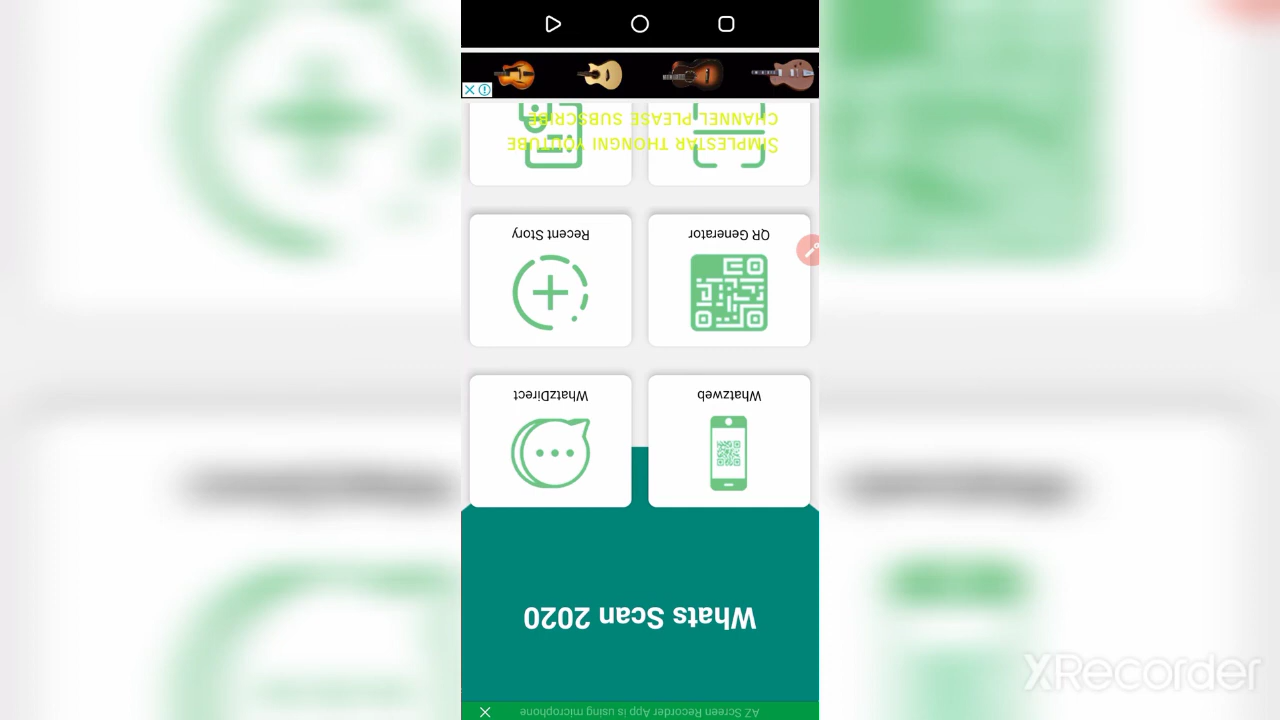 AZ Screen Recorder App is using microphone
Whats Scan 2020
Whatzweb
WhatzDirect
QR Generator
Recent Story
SIMPLESTAR THONGNI YOUTUBE
CHANNEL PLEASE SUBSCRIBE
XRecorder